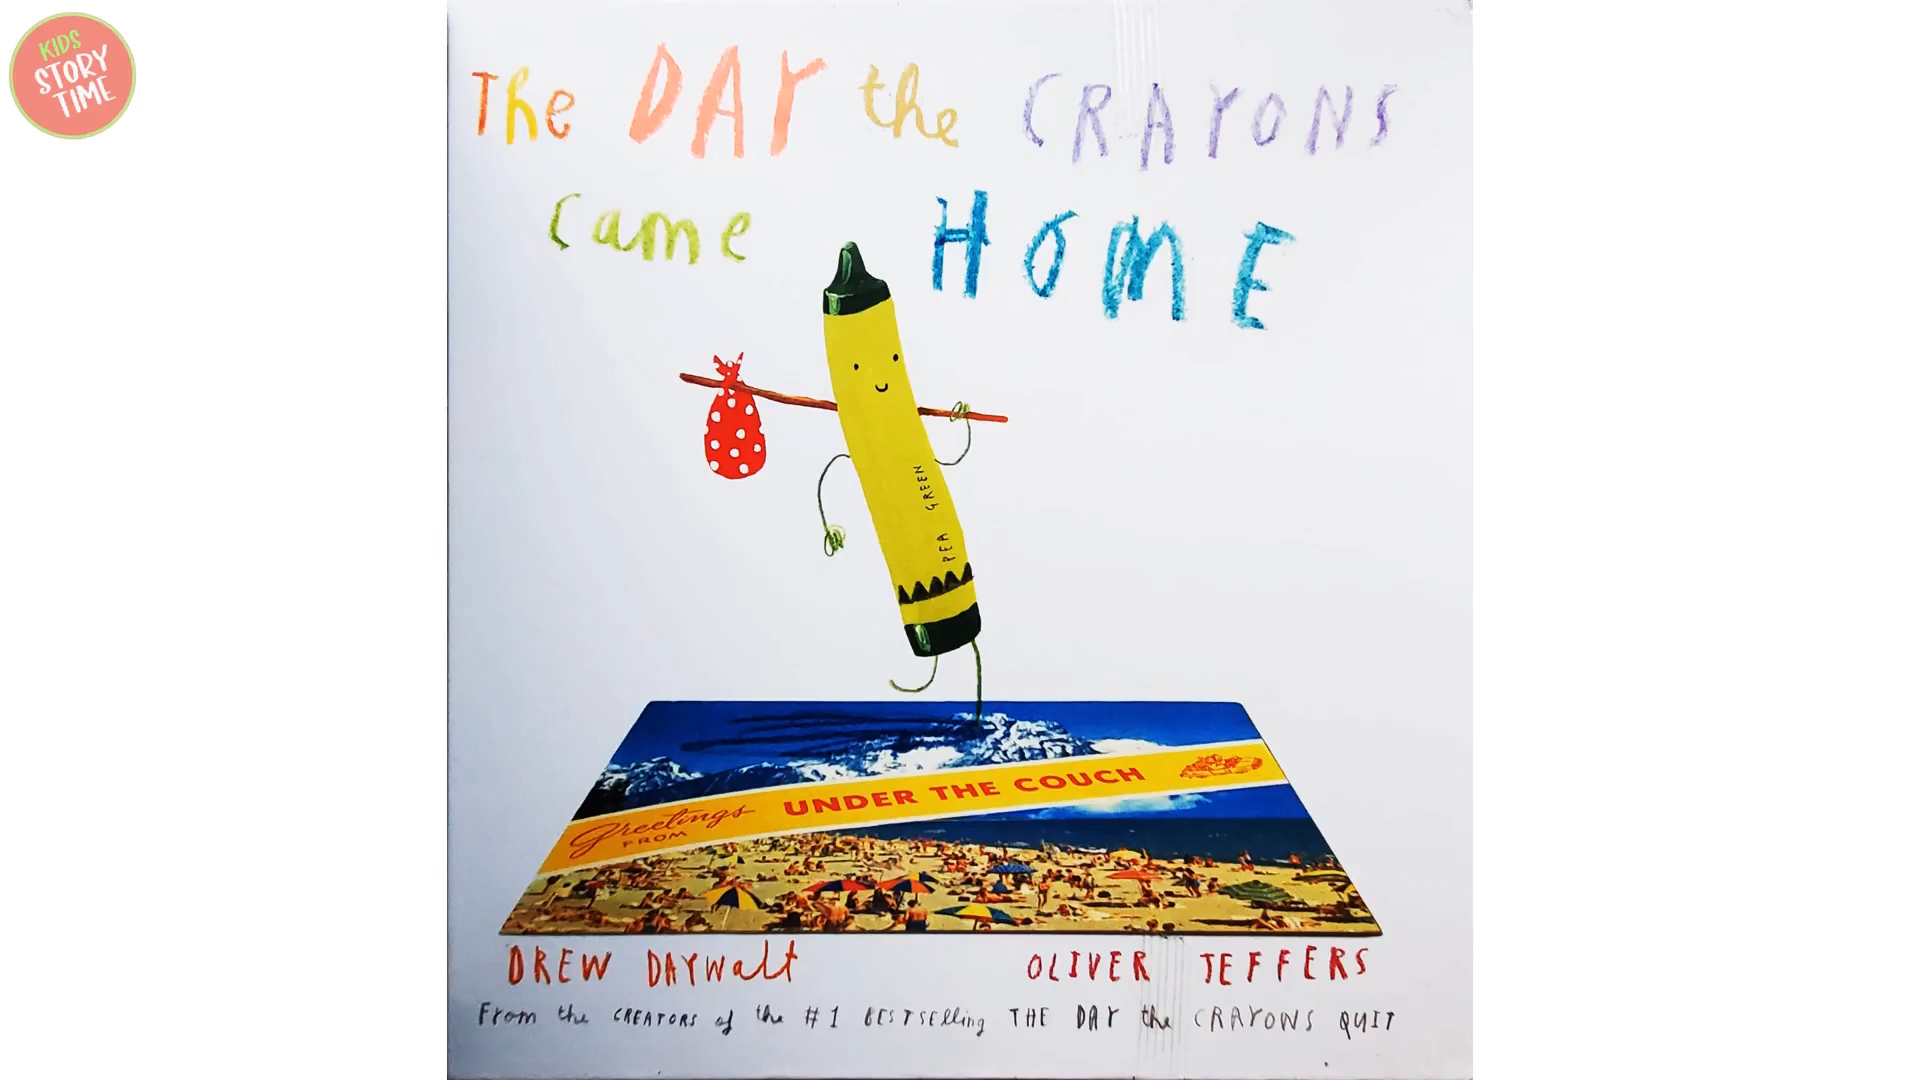 KIDS
STORY
TIME
The DAY the CRAYONS
came HOME
PEA GREEN
Greetings
FROM
UNDER THE COUCH
DREW DAYWalt
OLIVER JEFFERS
From the CREATORS of the #1 BESTSElling THE DAY the CRAYONS QUIT